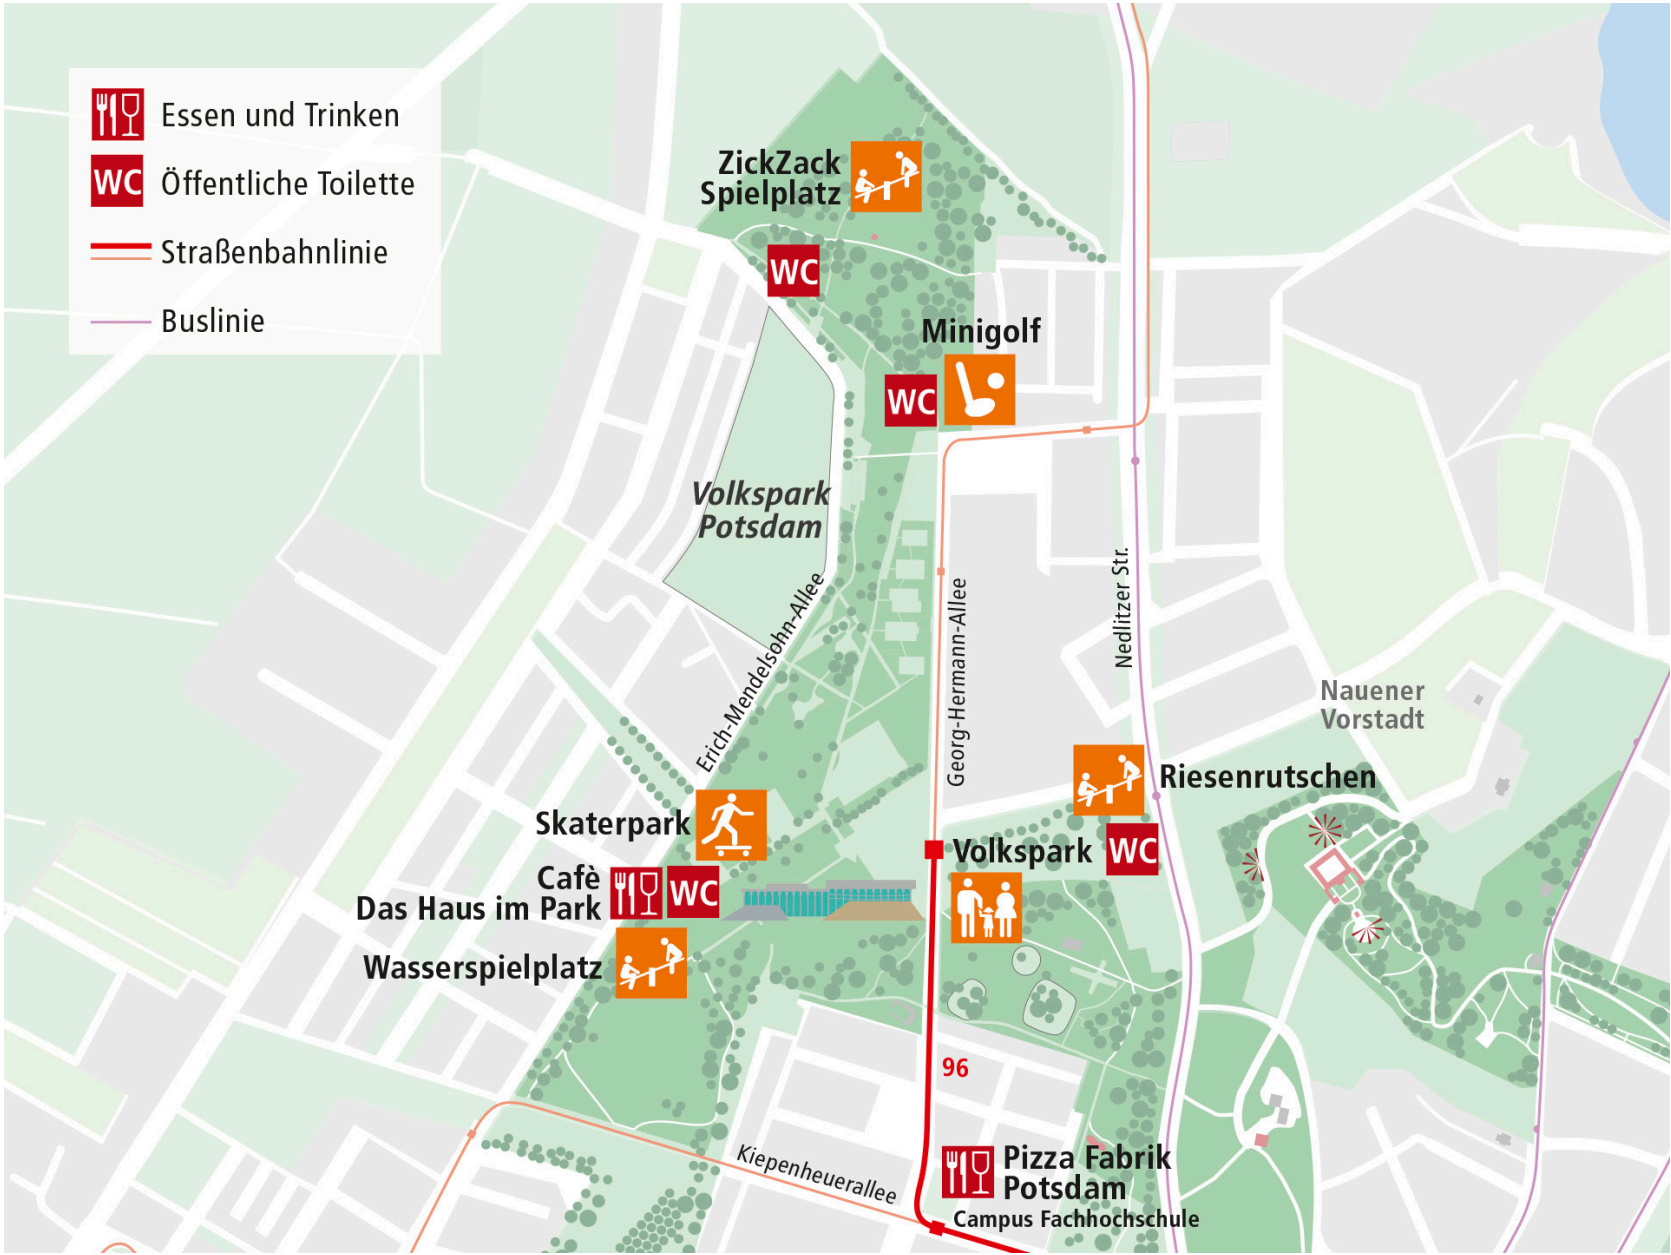 Essen und Trinken
WC Öffentliche Toilette
Straßenbahnlinie
Buslinie
ZickZack
Spielplatz
WC
Minigolf
WC
Volkspark
Potsdam
Erich-Mendelsohn-Allee
Georg-Hermann-Allee
Nedlitzer Str.
Nauener
Vorstadt
Riesenrutschen
Skaterpark
Volkspark WC
Cafè
Das Haus im Park
WC
Wasserspielplatz
96
Kiepenheuerallee
Pizza Fabrik
Potsdam
Campus Fachhochschule